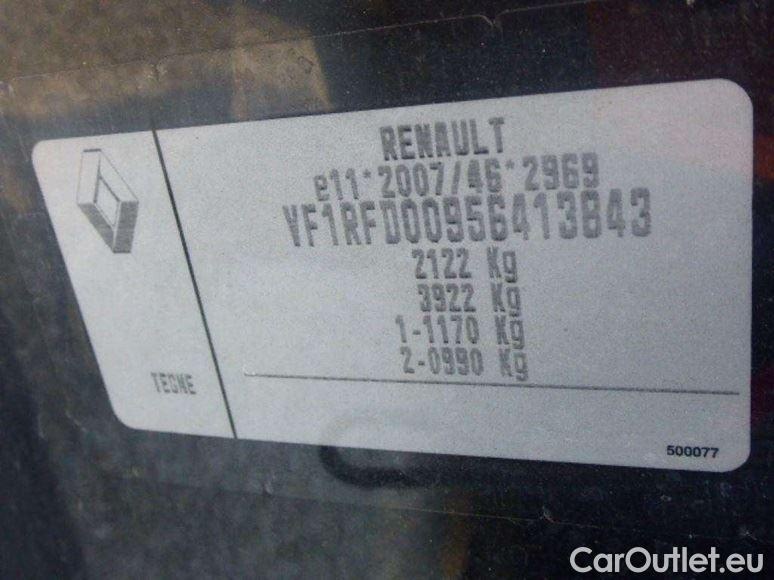 RENAULT
e11*2007/46*2969
VF1RFD00956413843
2122 Kg
3922 Kg
1-1170 Kg
2-0990 Kg
TEGNE
500077
CarOutlet.eu